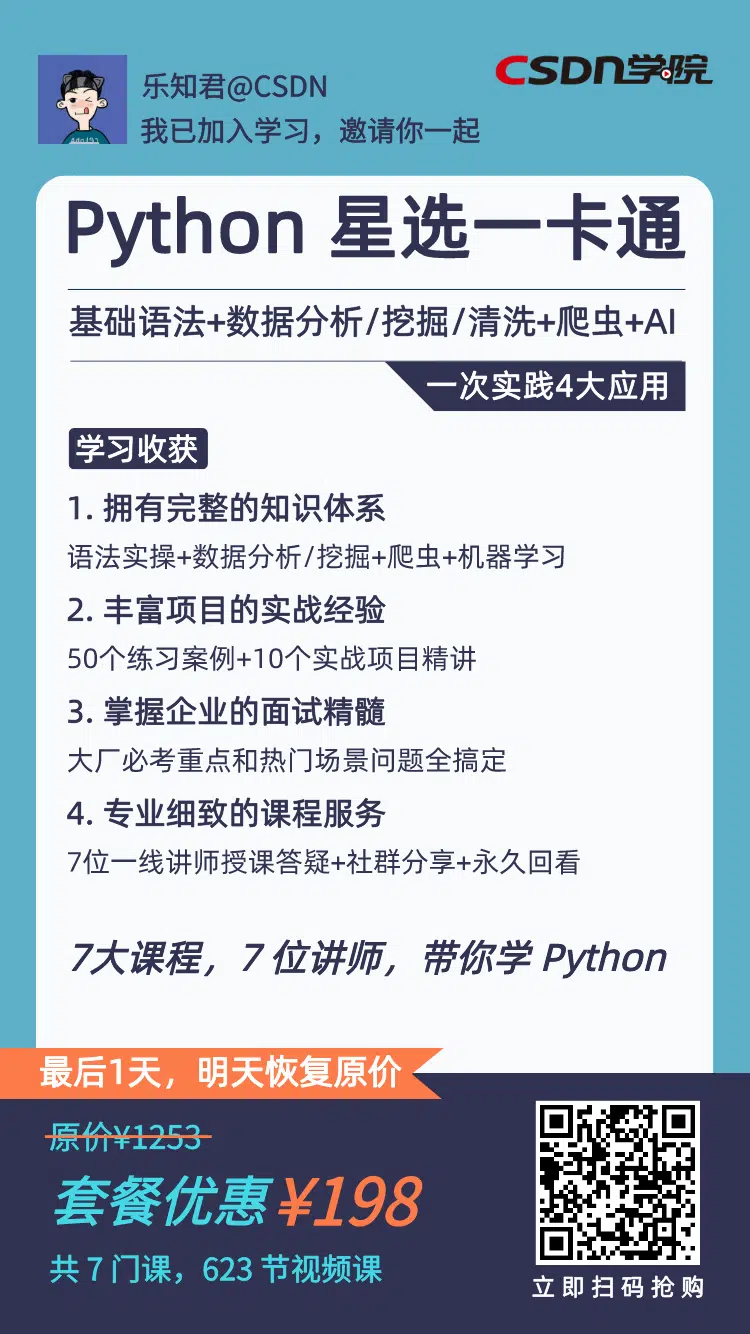 乐知君@CSDN
CSDN学院
我已加入学习，邀请你一起
Python 星选一卡通
基础语法+数据分析/挖掘/清洗+爬虫+AI
一次实践4大应用
学习收获
1. 拥有完整的知识体系
语法实操+数据分析/挖掘+爬虫+机器学习
2. 丰富项目的实战经验
50个练习案例+10个实战项目精讲
3. 掌握企业的面试精髓
大厂必考重点和热门场景问题全搞定
4. 专业细致的课程服务
7位一线讲师授课答疑+社群分享+永久回看
7大课程，7 位讲师，带你学 Python
最后1天，明天恢复原价
原价¥1253
套餐优惠¥198
共 7 门课，623 节视频课
立即扫码抢购